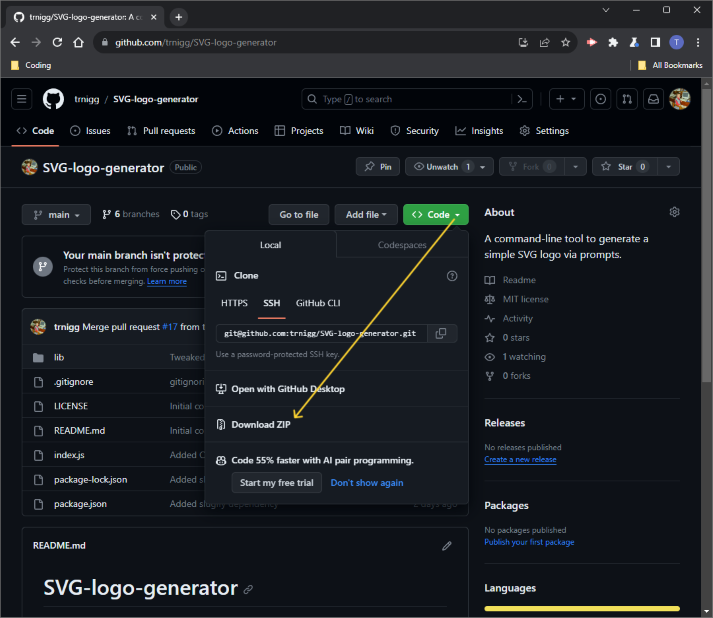 trnigg/SVG-logo-generator: A c
github.com/trnigg/SVG-logo-generator
T
Coding
All Bookmarks
trnigg / SVG-logo-generator
Type / to search
Code
Issues
Pull requests
Actions
Projects
Wiki
Security
Insights
Settings
SVG-logo-generator
Public
Pin
Unwatch 1
Fork 0
Star 0
main
6 branches
0 tags
Go to file
Add file
Code
About
A command-line tool to generate a
simple SVG logo via prompts.
Readme
MIT license
Activity
0 stars
1 watching
0 forks
Releases
No releases published
Create a new release
Packages
No packages published
Publish your first package
Languages
Your main branch isn't protec
Protect this branch from force pushing o
checks before merging. Learn more
Local
Codespaces
Clone
HTTPS
SSH
GitHub CLI
git@github.com:trnigg/SVG-logo-generator.git
Use a password-protected SSH key.
Open with GitHub Desktop
Download ZIP
Code 55% faster with AI pair programming.
Start my free trial
Don't show again
trnigg Merge pull request #17 from t
lib
Tweaked
.gitignore
gitignore
LICENSE
Initial co
README.md
Initial co
index.js
Added C
package-lock.json
Added sl
package.json
Added slugify dependency
2 days ago
README.md
SVG-logo-generator